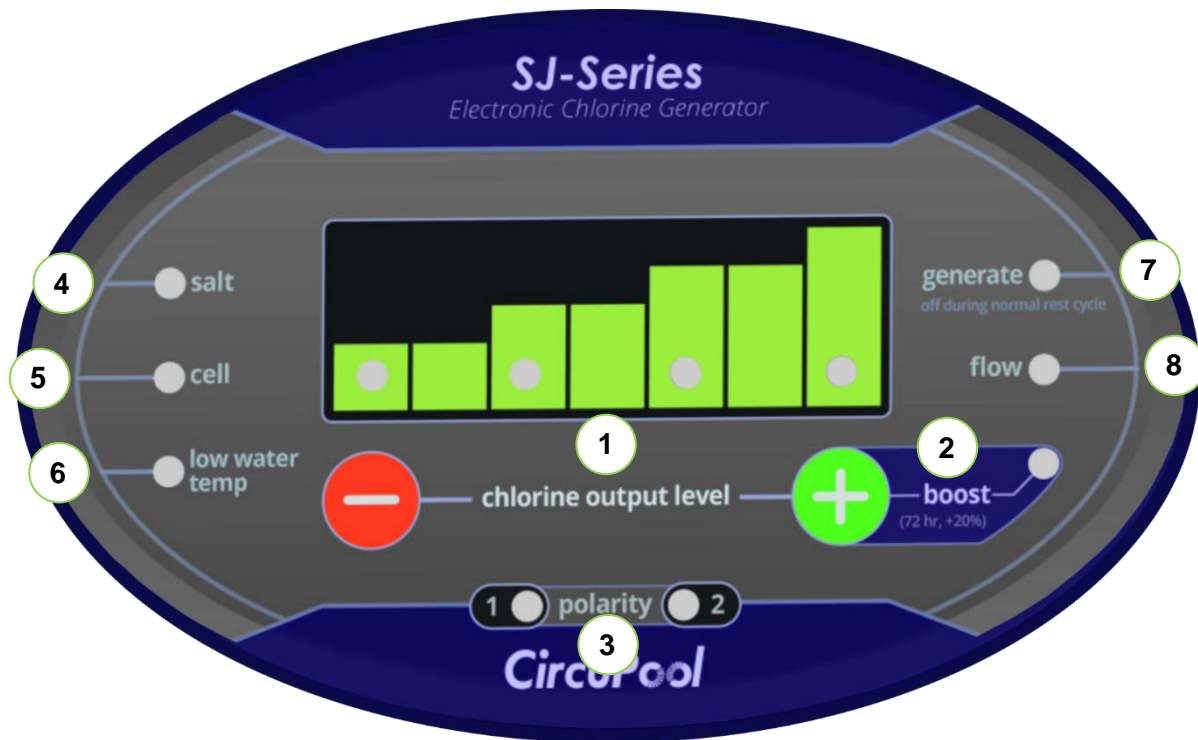 SJ-Series
Electronic Chlorine Generator
4
salt
5
cell
6
low water
temp
generate
7
off during normal rest cycle
flow
8
1
2
chlorine output level
boost
(72 hr, +20%)
1
polarity
2
3
CircuPool